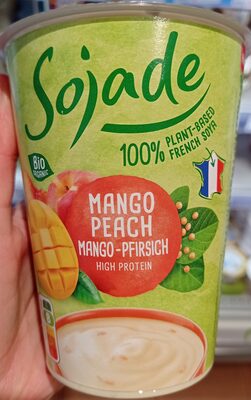 Sojade
100% PLANT-BASED
FRENCH SOYA
Bio
ORGANIC
MANGO
PEACH
MANGO-PFIRSICH
HIGH PROTEIN